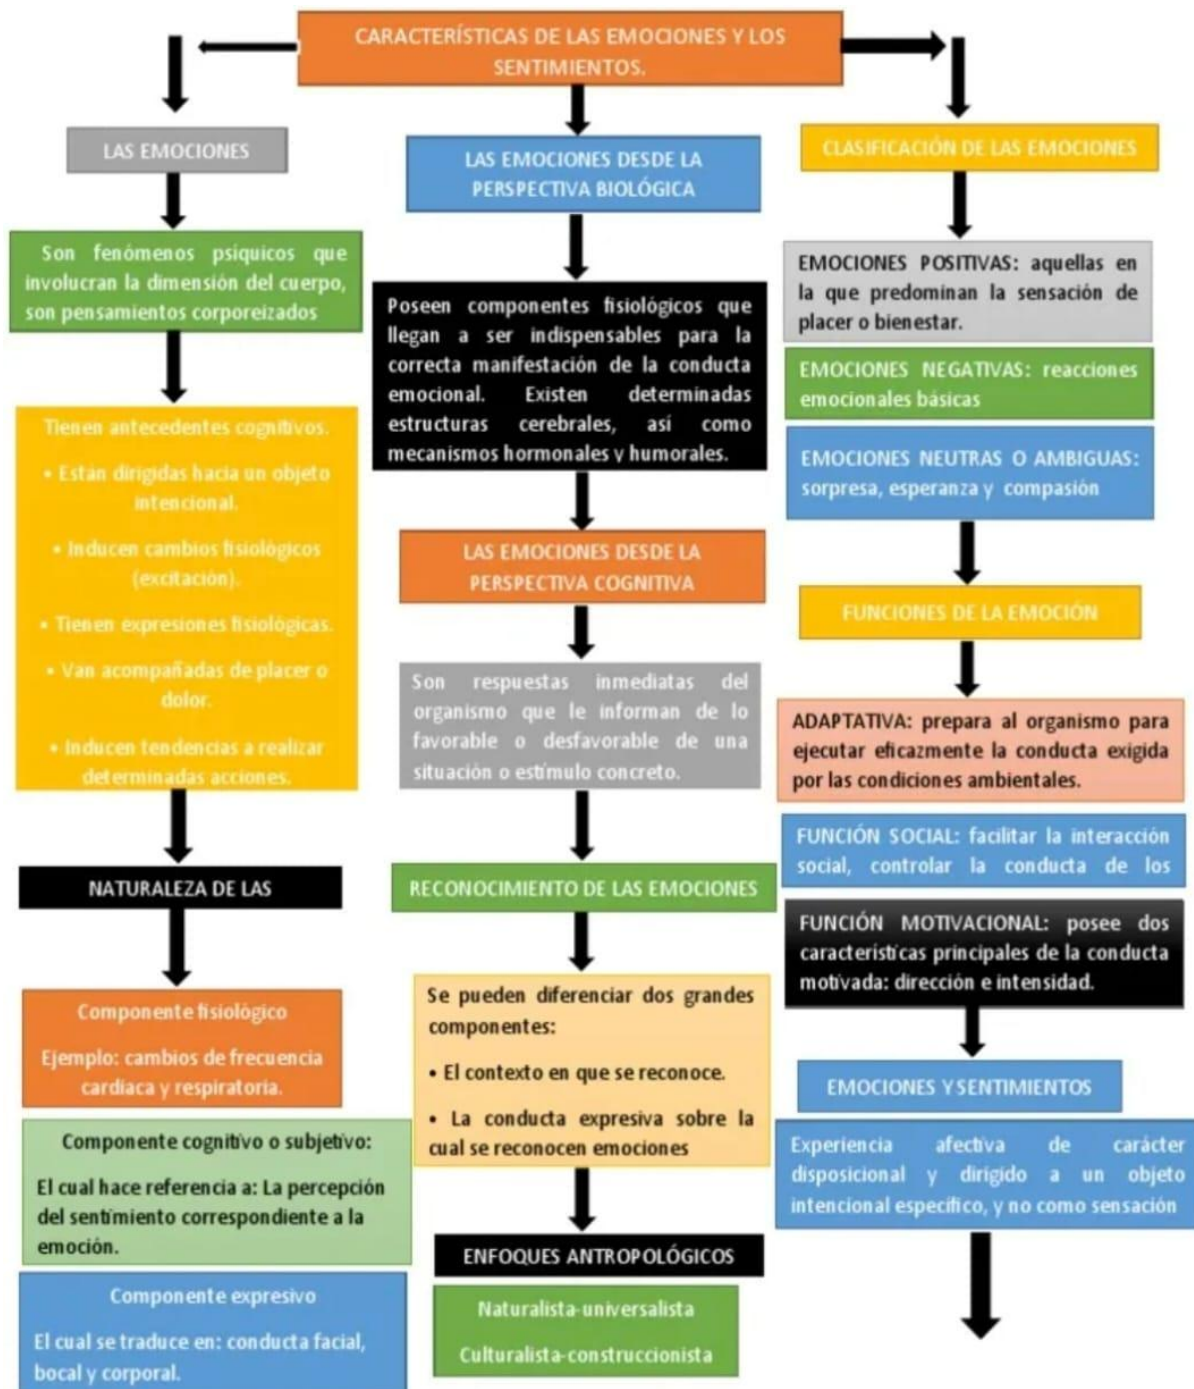 CARACTERÍSTICAS DE LAS EMOCIONES Y LOS
SENTIMIENTOS.
LAS EMOCIONES
Son fenómenos psíquicos que
involucran la dimensión del cuerpo,
son pensamientos corporeizados
Tienen antecedentes cognitivos.
• Están dirigidas hacia un objeto
intencional.
• Inducen cambios fisiológicos
(excitación).
• Tienen expresiones fisiológicas.
• Van acompañadas de placer o
dolor.
• Inducen tendencias a realizar
determinadas acciones.
NATURALEZA DE LAS
Componente fisiológico
Ejemplo: cambios de frecuencia
cardíaca y respiratoria.
Componente cognitivo o subjetivo:
El cual hace referencia a: La percepción
del sentimiento correspondiente a la
emoción.
Componente expresivo
El cual se traduce en: conducta facial,
bocal y corporal.
LAS EMOCIONES DESDE LA
PERSPECTIVA BIOLÓGICA
Poseen componentes fisiológicos que
llegan a ser indispensables para la
correcta manifestación de la conducta
emocional. Existen determinadas
estructuras cerebrales, así como
mecanismos hormonales y humorales.
LAS EMOCIONES DESDE LA
PERSPECTIVA COGNITIVA
Son respuestas inmediatas del
organismo que le informan de lo
favorable o desfavorable de una
situación o estímulo concreto.
RECONOCIMIENTO DE LAS EMOCIONES
Se pueden diferenciar dos grandes
componentes:
• El contexto en que se reconoce.
• La conducta expresiva sobre la
cual se reconocen emociones
ENFOQUES ANTROPOLÓGICOS
Naturalista-universalista
Culturalista-construccionista
CLASIFICACIÓN DE LAS EMOCIONES
EMOCIONES POSITIVAS: aquellas en
la que predominan la sensación de
placer o bienestar.
EMOCIONES NEGATIVAS: reacciones
emocionales básicas
EMOCIONES NEUTRAS O AMBIGUAS:
sorpresa, esperanza y compasión
FUNCIONES DE LA EMOCIÓN
ADAPTATIVA: prepara al organismo para
ejecutar eficazmente la conducta exigida
por las condiciones ambientales.
FUNCIÓN SOCIAL: facilitar la interacción
social, controlar la conducta de los
FUNCIÓN MOTIVACIONAL: posee dos
características principales de la conducta
motivada: dirección e intensidad.
EMOCIONES Y SENTIMIENTOS
Experiencia afectiva de carácter
disposicional y dirigido a un objeto
intencional específico, y no como sensación